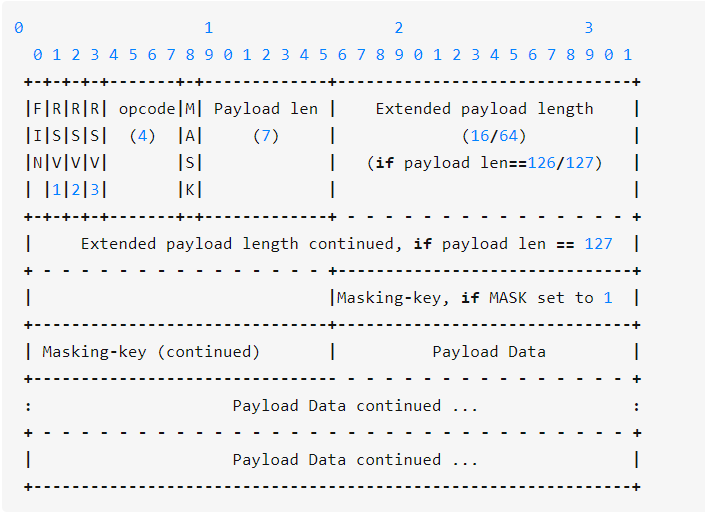 0                   1                   2                   3
  0 1 2 3 4 5 6 7 8 9 0 1 2 3 4 5 6 7 8 9 0 1 2 3 4 5 6 7 8 9 0 1
 +-+-+-+-+-------+-+-------------+-------------------------------+
 |F|R|R|R| opcode|M| Payload len |    Extended payload length    |
 |I|S|S|S|  (4)  |A|     (7)     |             (16/64)           |
 |N|V|V|V|       |S|             |   (if payload len==126/127)   |
 | |1|2|3|       |K|             |                               |
 +-+-+-+-+-------+-+-------------+ - - - - - - - - - - - - - - - +
 |     Extended payload length continued, if payload len == 127  |
 + - - - - - - - - - - - - - - - +-------------------------------+
 |                               |Masking-key, if MASK set to 1  |
 +-------------------------------+-------------------------------+
 | Masking-key (continued)       |          Payload Data         |
 +-------------------------------- - - - - - - - - - - - - - - - +
 :                     Payload Data continued ...                :
 + - - - - - - - - - - - - - - - - - - - - - - - - - - - - - - - +
 |                     Payload Data continued ...                |
 +---------------------------------------------------------------+